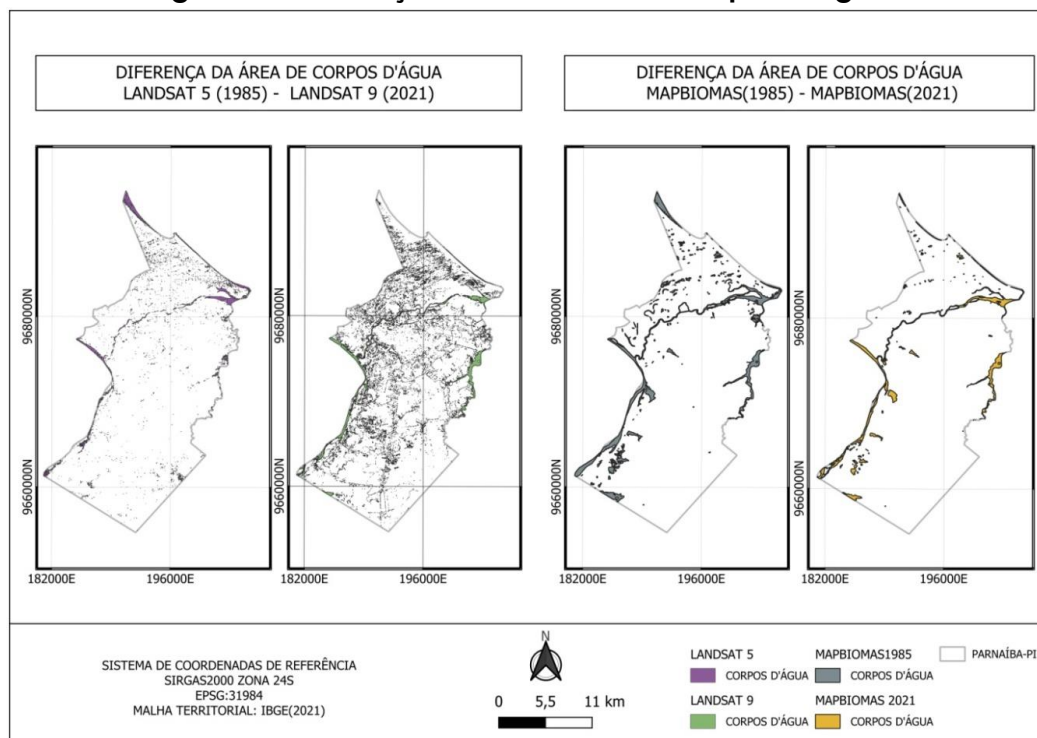 DIFERENÇA DA ÁREA DE CORPOS D'ÁGUA
LANDSAT 5 (1985) - LANDSAT 9 (2021)
DIFERENÇA DA ÁREA DE CORPOS D'ÁGUA
MAPBIOMAS(1985) - MAPBIOMAS(2021)
9680000N
9660000N
182000E
196000E
9680000N
9660000N
182000E
196000E
9680000N
9660000N
182000E
196000E
9680000N
9660000N
182000E
196000E
SISTEMA DE COORDENADAS DE REFERÊNCIA
SIRGAS2000 ZONA 24S
EPSG:31984
MALHA TERRITORIAL: IBGE(2021)
N
0 5,5 11 km
LANDSAT 5
CORPOS D'ÁGUA
LANDSAT 9
CORPOS D'ÁGUA
MAPBIOMAS1985
CORPOS D'ÁGUA
MAPBIOMAS 2021
CORPOS D'ÁGUA
PARNAÍBA-PI